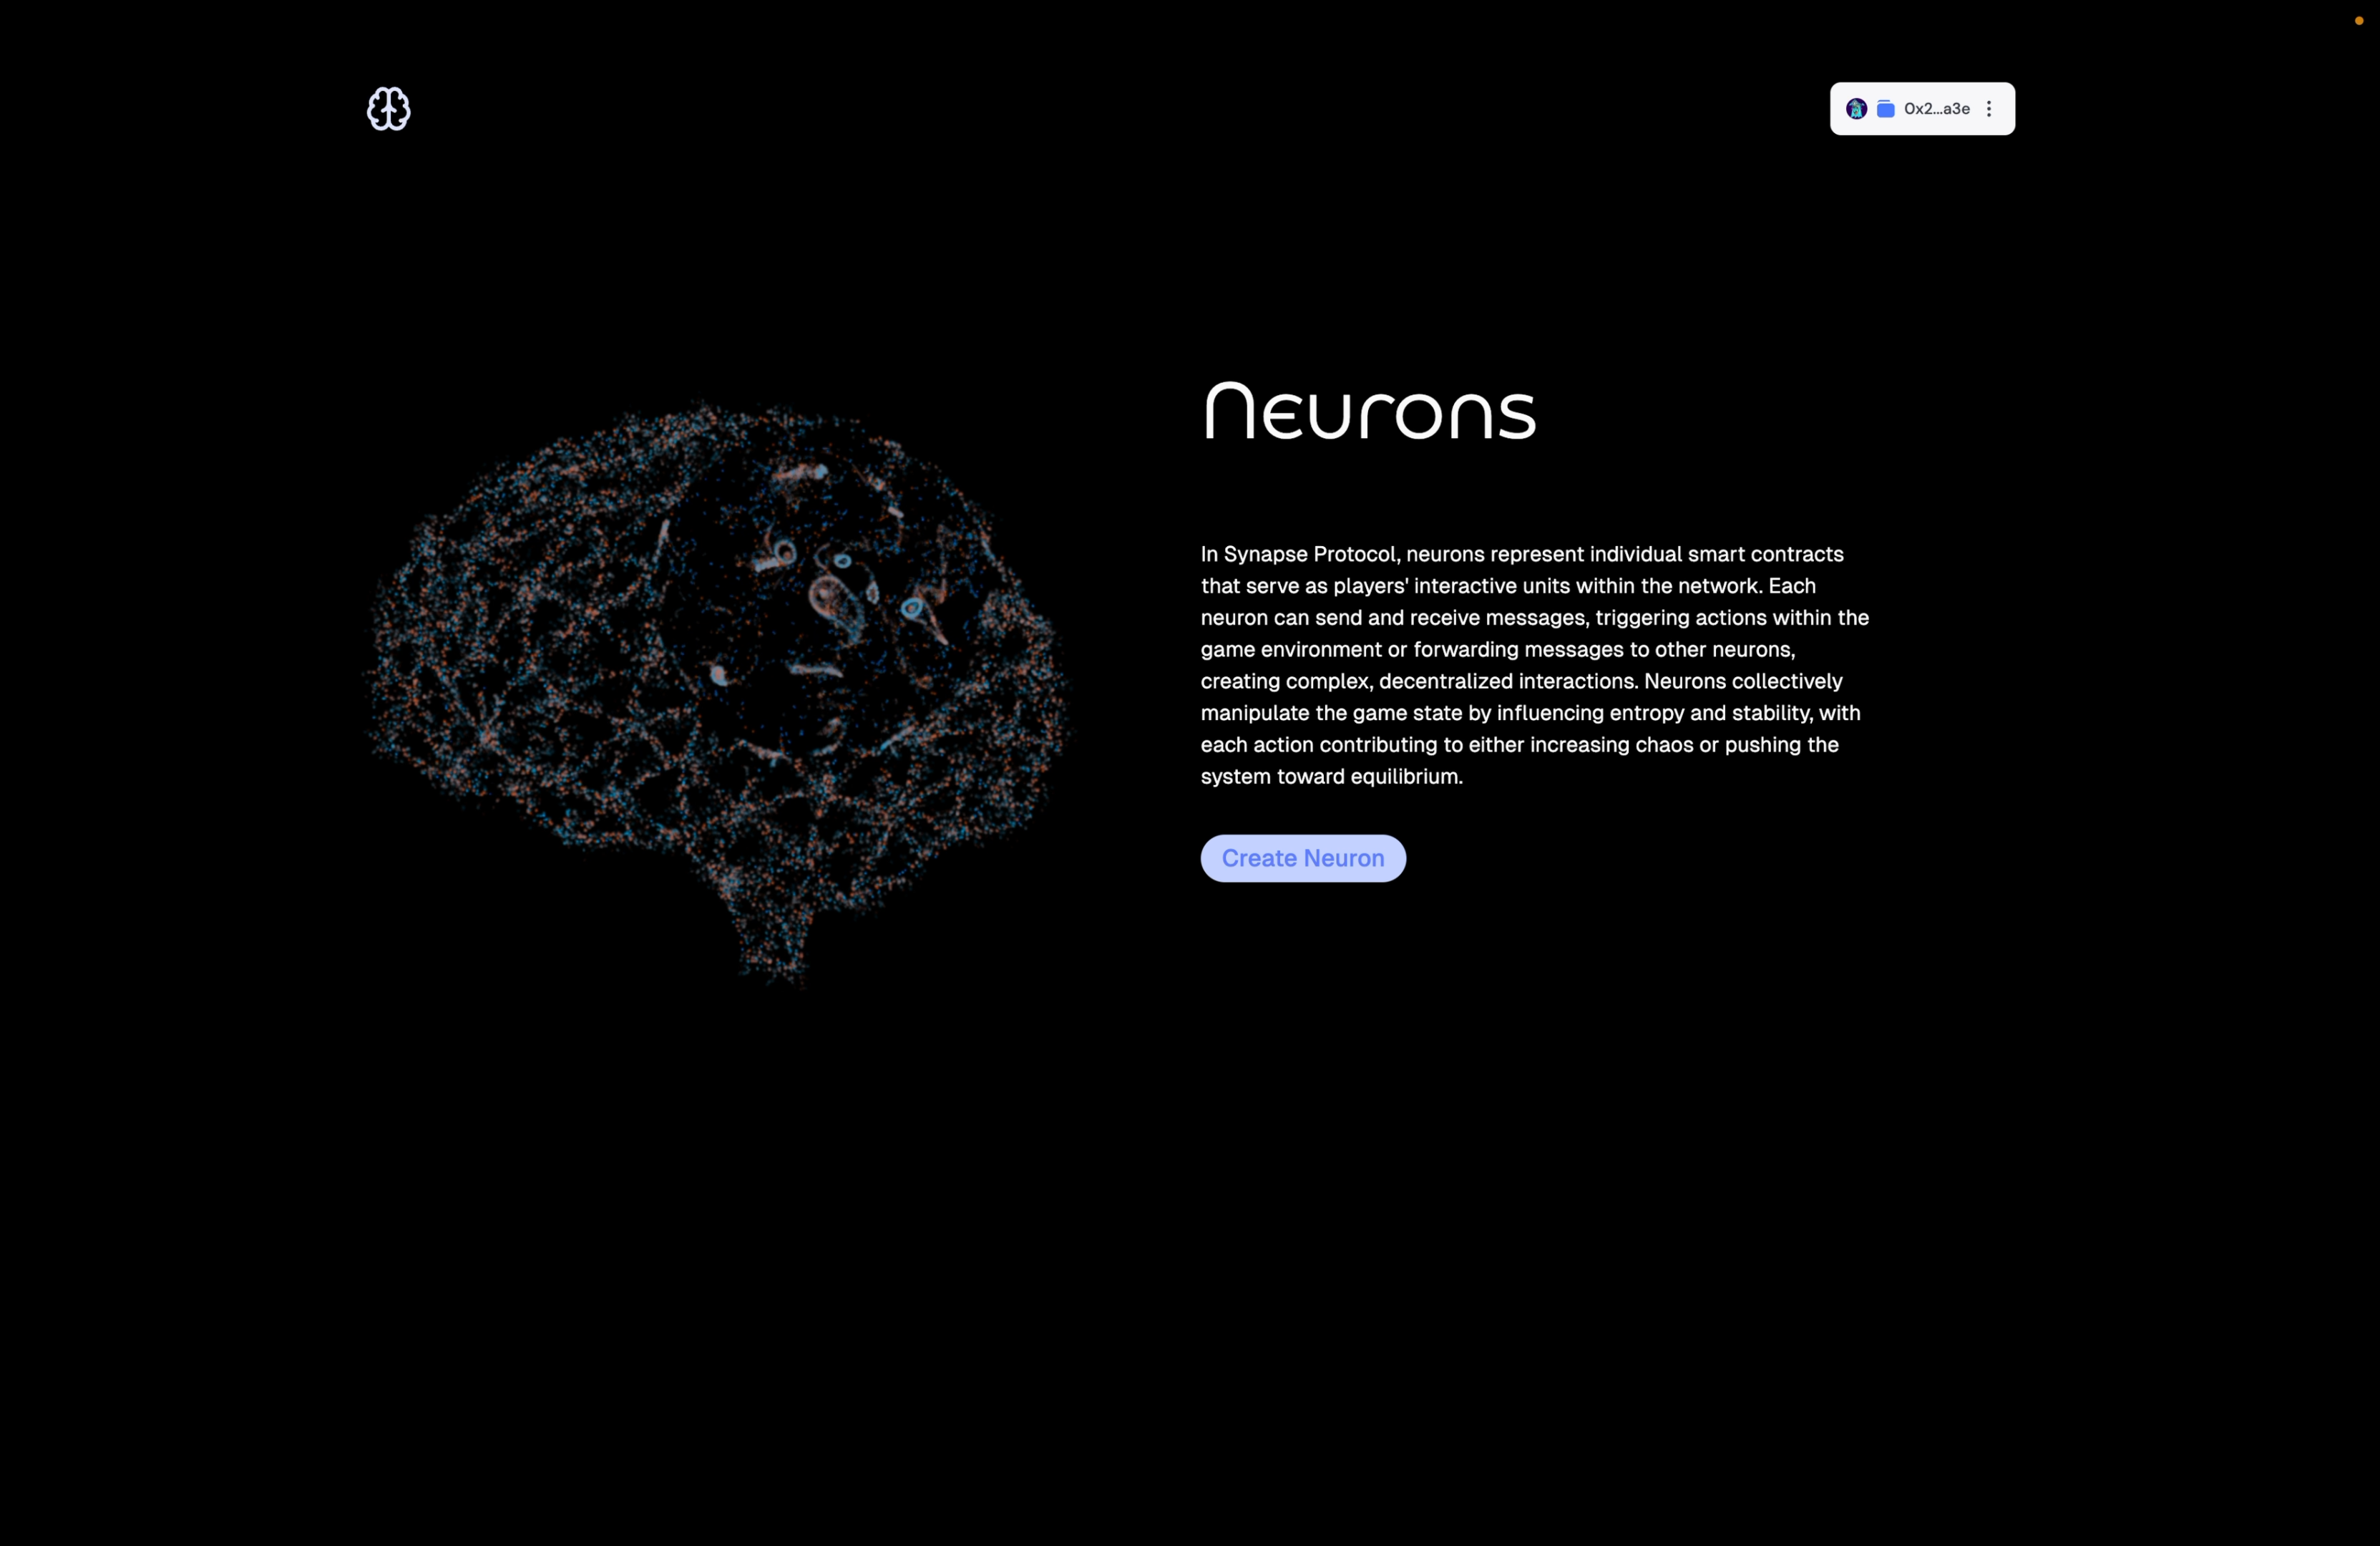 0x2...a3e
Neurons
In Synapse Protocol, neurons represent individual smart contracts
that serve as players' interactive units within the network. Each
neuron can send and receive messages, triggering actions within the
game environment or forwarding messages to other neurons,
creating complex, decentralized interactions. Neurons collectively
manipulate the game state by influencing entropy and stability, with
each action contributing to either increasing chaos or pushing the
system toward equilibrium.
Create Neuron